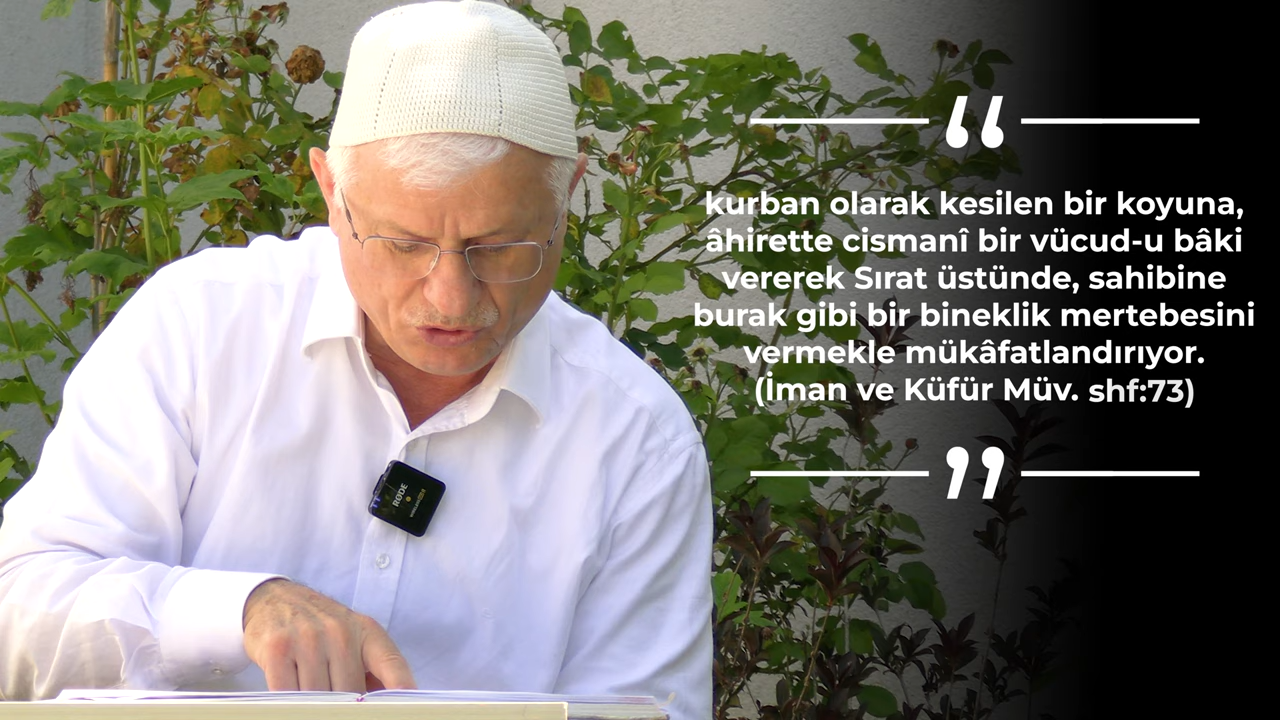 “
kurban olarak kesilen bir koyuna,
âhirette cismanî bir vücud-u bâki
vererek Sırat üstünde, sahibine
burak gibi bir bineklik mertebesini
vermekle mükâfatlandırıyor.
(İman ve Küfür Müv. shf:73)
”
RØDE